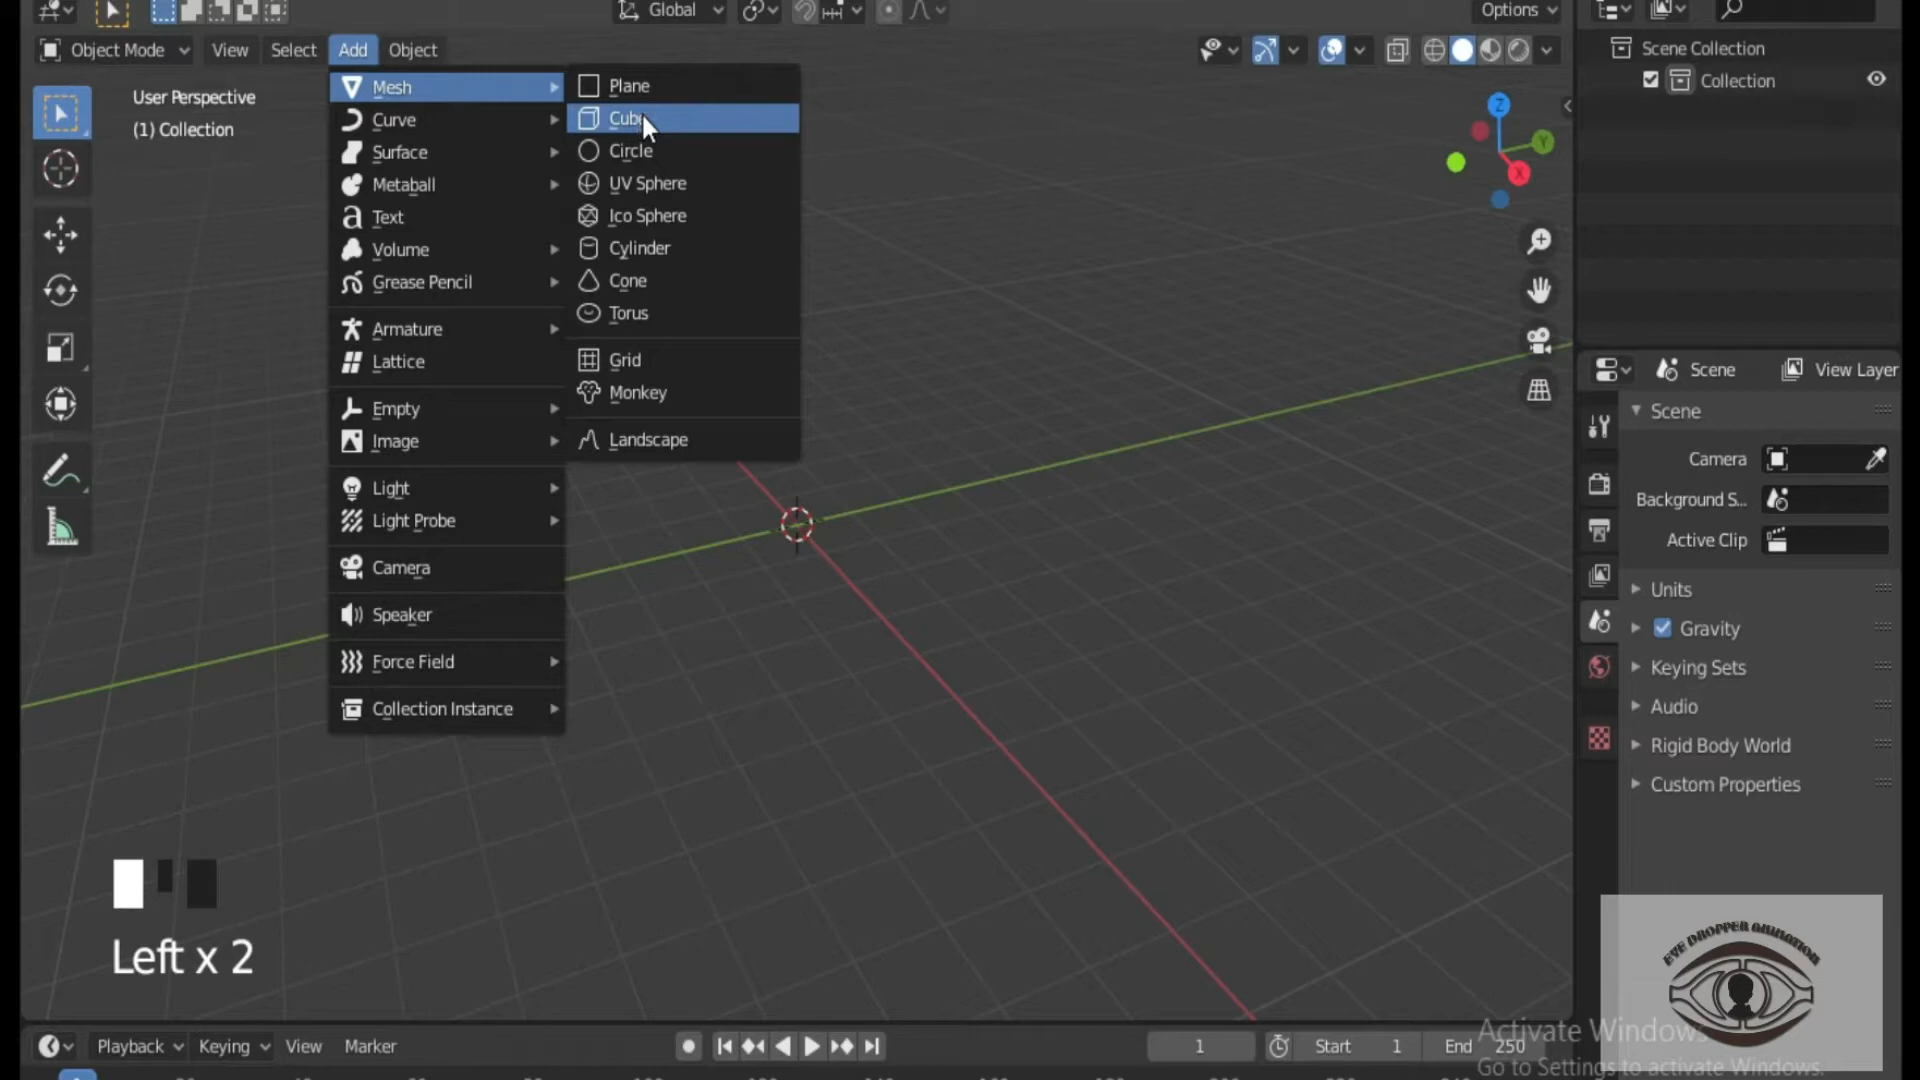 Global
Options
Object Mode
View
Select
Add
Object
Scene Collection
Collection
User Perspective
(1) Collection
Mesh
Curve
Surface
Metaball
Text
Volume
Grease Pencil
Armature
Lattice
Empty
Image
Light
Light Probe
Camera
Speaker
Force Field
Collection Instance
Plane
Cube
Circle
UV Sphere
Ico Sphere
Cylinder
Cone
Torus
Grid
Monkey
Landscape
Z
Y
X
Scene
View Layer
Scene
Camera
Background S...
Active Clip
Units
Gravity
Keying Sets
Audio
Rigid Body World
Custom Properties
Left x 2
EYE DROPPER ANIMATION
Activate Windows
Go to Settings to activate Windows.
Playback
Keying
View
Marker
1
Start 1
End 250